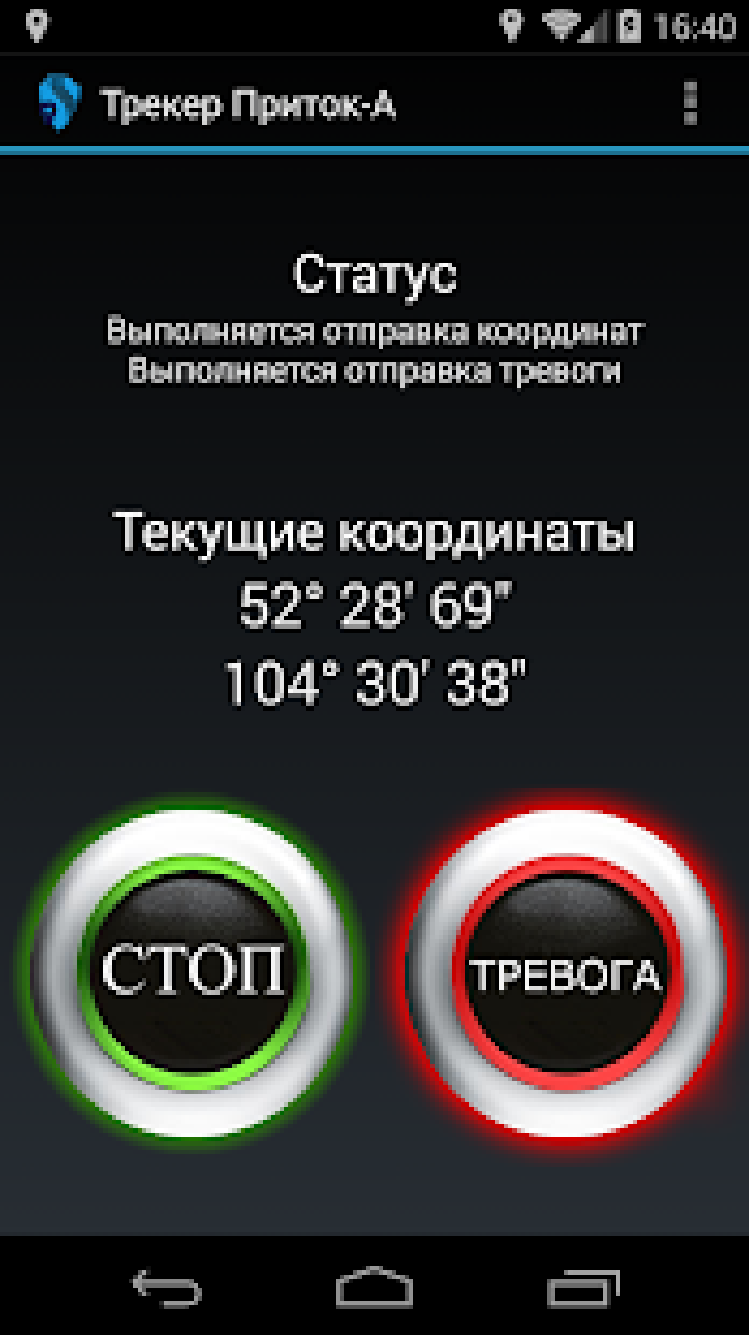 16:40
Трекер Приток-А
Статус
Выполняется отправка координат
Выполняется отправка тревоги
Текущие координаты
52° 28' 69"
104° 30' 38"
СТОП
ТРЕВОГА